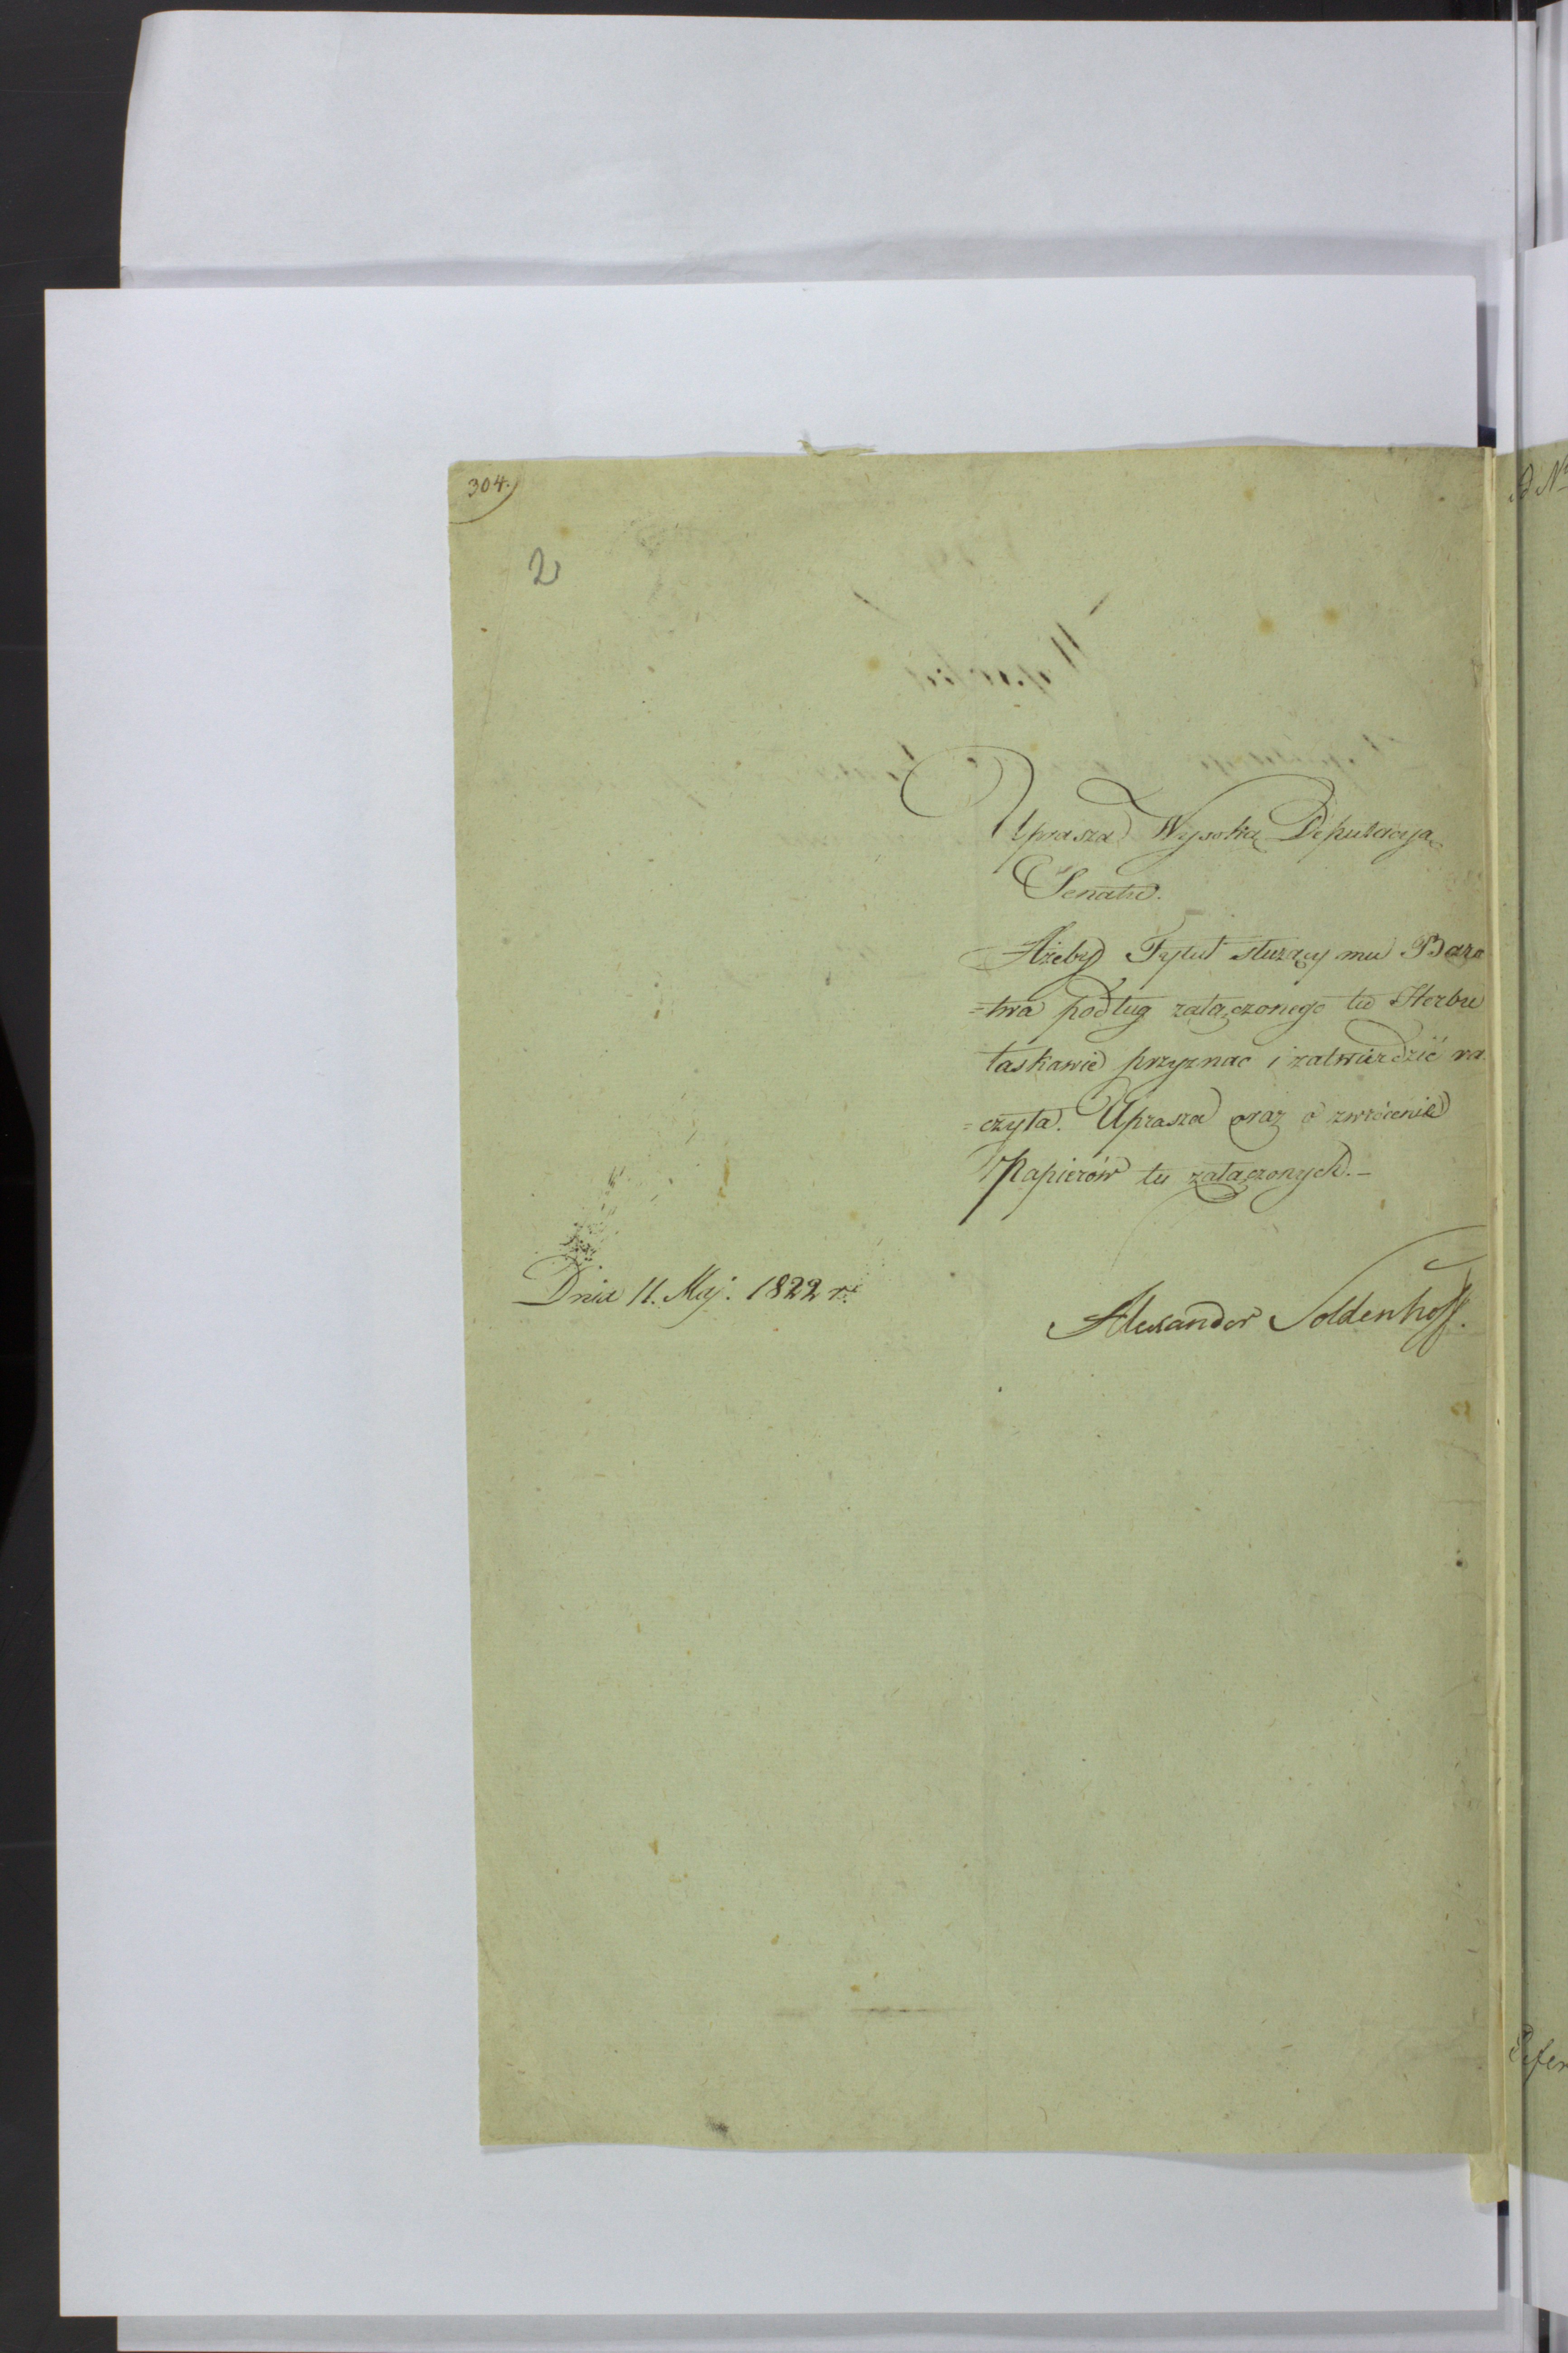 304.
2
Uprasza Wysoką Deputacyą
Senatu.
Ażeby Tytuł służący mu Baro
=twa podług załączonego tu Herbu
łaskawie przyznać i zatwierdzić ra
=czyła. Uprasza oraz o zwrócenie
Papierów tu załączonych.-
Dnia 11. Maj. 1822 r.
Alexander Soldenhoff.